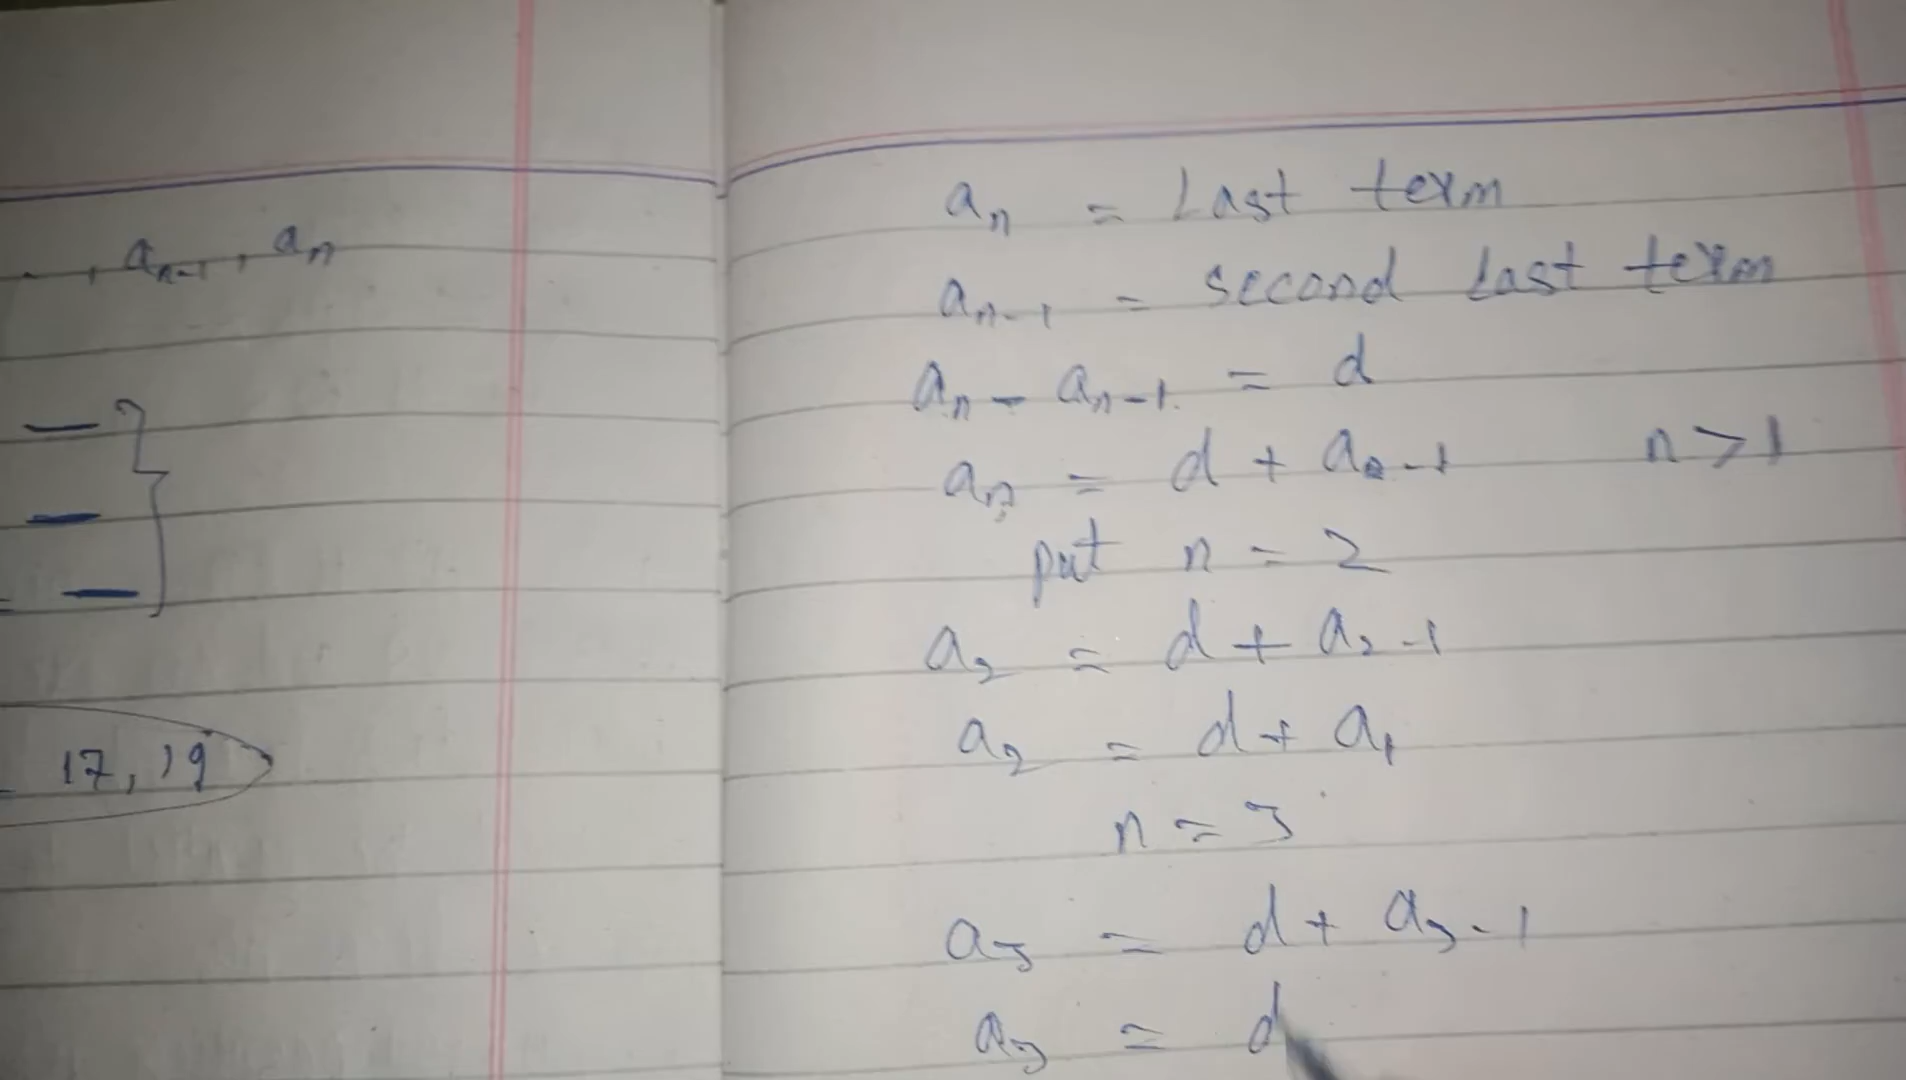 - , aₙ₋₁, aₙ
17, 19
aₙ = Last term
aₙ₋₁ = second last term
aₙ - aₙ₋₁ = d
aₙ = d + aₙ₋₁ n > 1
put n = 2
a₂ = d + a₂₋₁
a₂ = d + a₁
n = 3
a₃ = d + a₃₋₁
a₃ = d